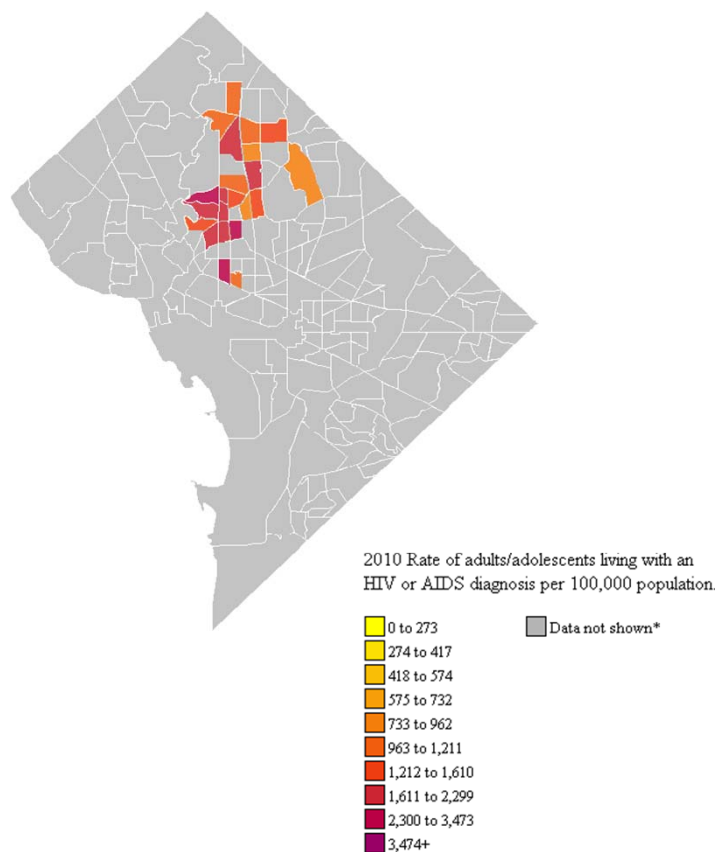 2010 Rate of adults/adolescents living with an
HIV or AIDS diagnosis per 100,000 population.
0 to 273
Data not shown*
274 to 417
418 to 574
575 to 732
733 to 962
963 to 1,211
1,212 to 1,610
1,611 to 2,299
2,300 to 3,473
3,474+